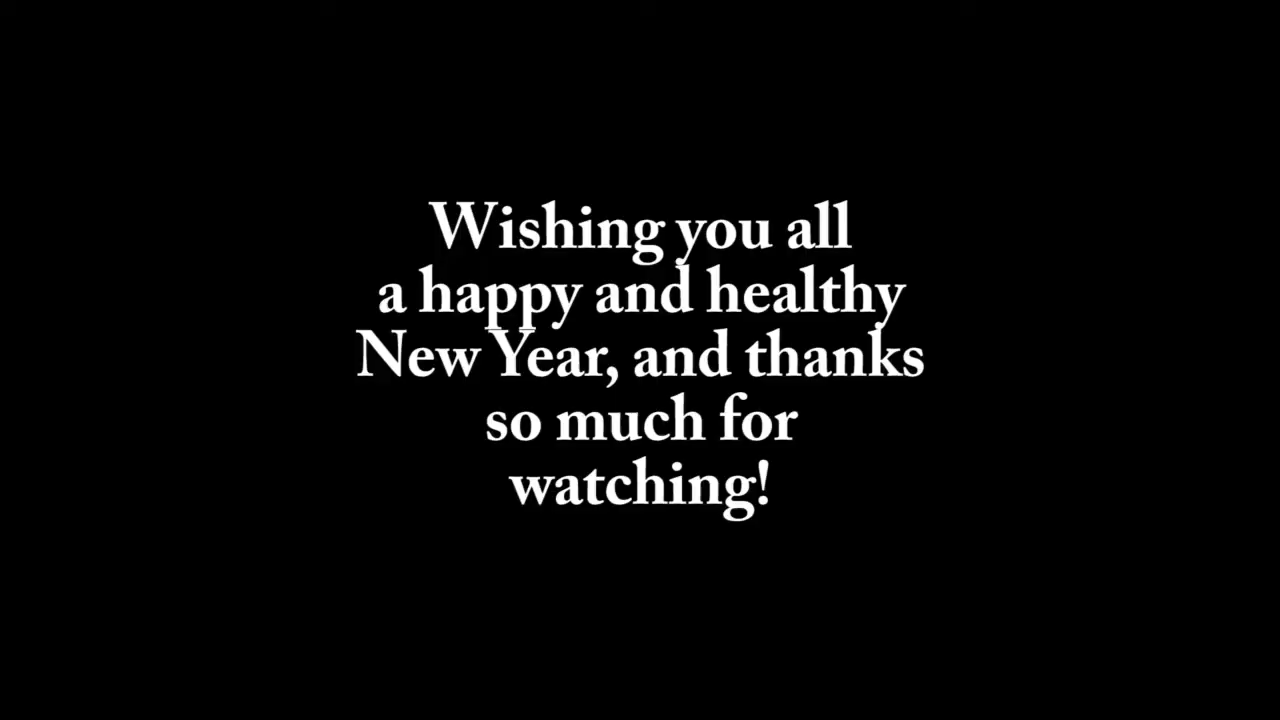 Wishing you all
a happy and healthy
New Year, and thanks
so much for
watching!